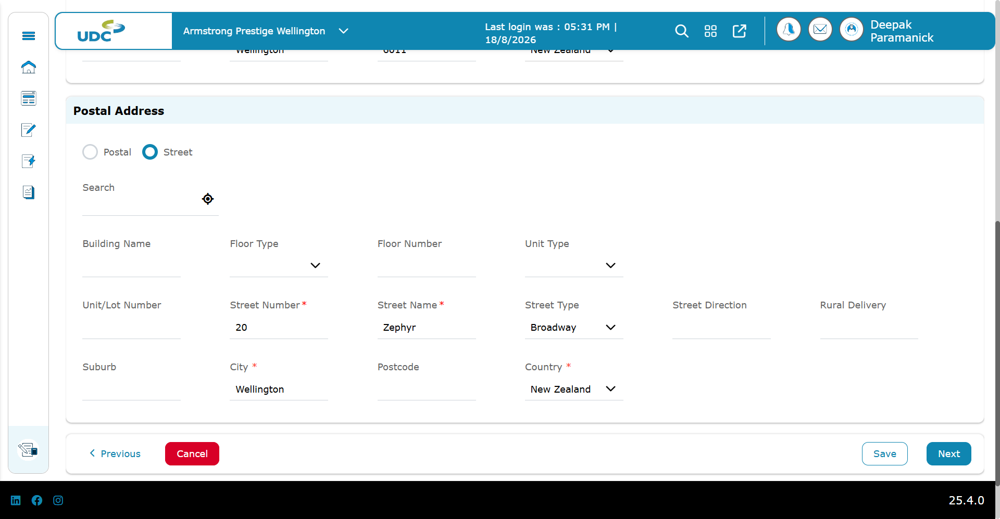 UDC
Armstrong Prestige Wellington
Last login was : 05:31 PM |
18/8/2026
Deepak
Paramanick
Wellington
6011
New Zealand
Postal Address
Postal
Street
Search
Building Name
Floor Type
Floor Number
Unit Type
Unit/Lot Number
Street Number*
Street Name*
Street Type
Street Direction
Rural Delivery
20
Zephyr
Broadway
Suburb
City *
Postcode
Country *
Wellington
New Zealand
Previous
Cancel
Save
Next
25.4.0